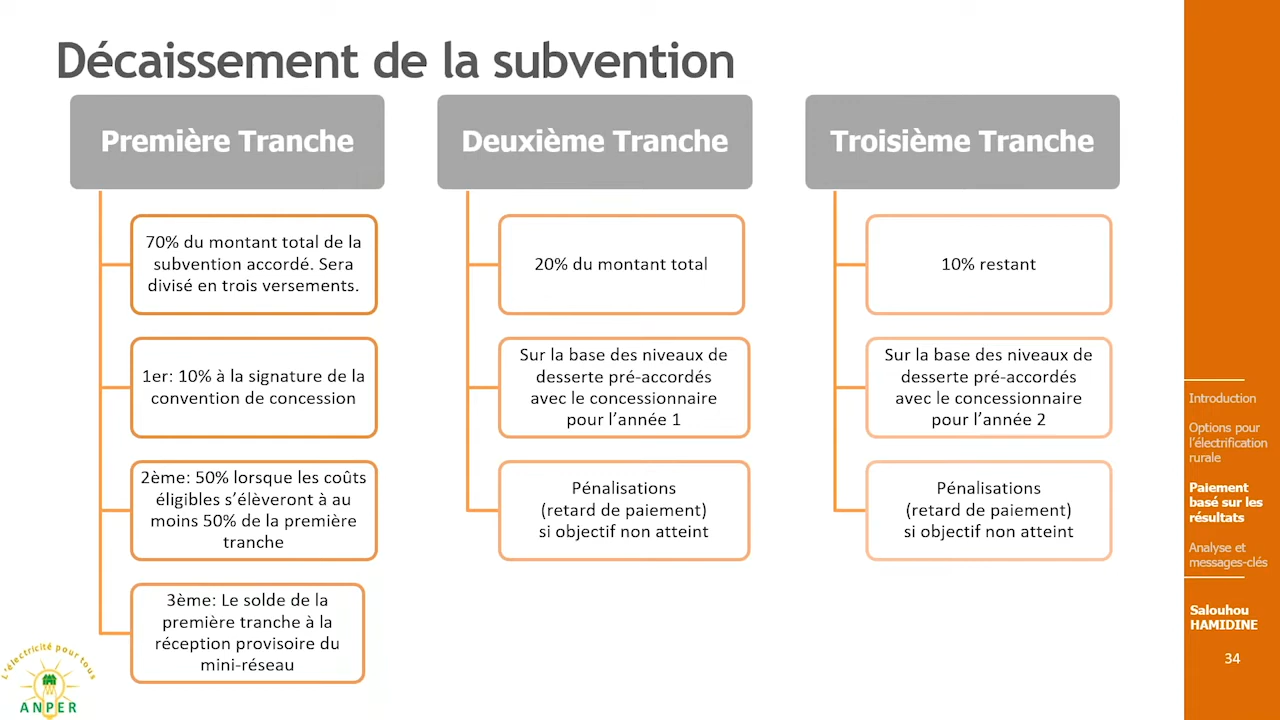 Décaissement de la subvention
Première Tranche
70% du montant total de la
subvention accordé. Sera
divisé en trois versements.
1er: 10% à la signature de la
convention de concession
2ème: 50% lorsque les coûts
éligibles s’élèveront à au
moins 50% de la première
tranche
3ème: Le solde de la
première tranche à la
réception provisoire du
mini-réseau
Deuxième Tranche
20% du montant total
Sur la base des niveaux de
desserte pré-accordés
avec le concessionnaire
pour l’année 1
Pénalisations
(retard de paiement)
si objectif non atteint
Troisième Tranche
10% restant
Sur la base des niveaux de
desserte pré-accordés
avec le concessionnaire
pour l’année 2
Pénalisations
(retard de paiement)
si objectif non atteint
Introduction
Options pour
l’électrification
rurale
Paiement
basé sur les
résultats
Analyse et
messages-clés
Salouhou
HAMIDINE
34
L'électricité pour tous
ANPER